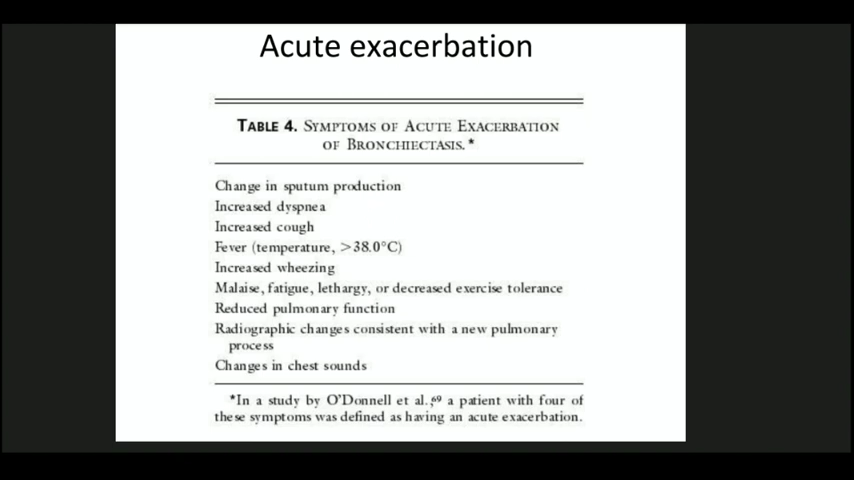 Acute exacerbation
TABLE 4. SYMPTOMS OF ACUTE EXACERBATION
OF BRONCHIECTASIS.*
Change in sputum production
Increased dyspnea
Increased cough
Fever (temperature, >38.0°C)
Increased wheezing
Malaise, fatigue, lethargy, or decreased exercise tolerance
Reduced pulmonary function
Radiographic changes consistent with a new pulmonary
process
Changes in chest sounds
*In a study by O'Donnell et al.,69 a patient with four of
these symptoms was defined as having an acute exacerbation.